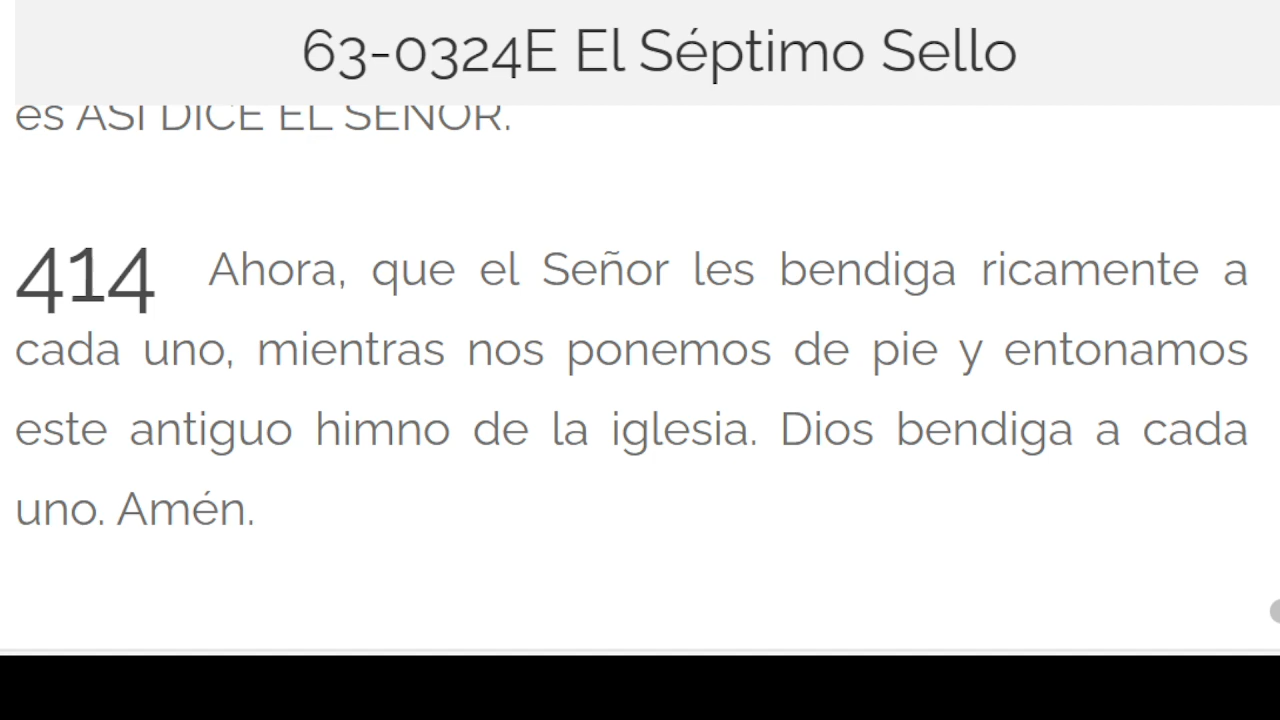 63-0324E El Séptimo Sello
es ASÍ DICE EL SEÑOR.
414 Ahora, que el Señor les bendiga ricamente a
cada uno, mientras nos ponemos de pie y entonamos
este antiguo himno de la iglesia. Dios bendiga a cada
uno. Amén.